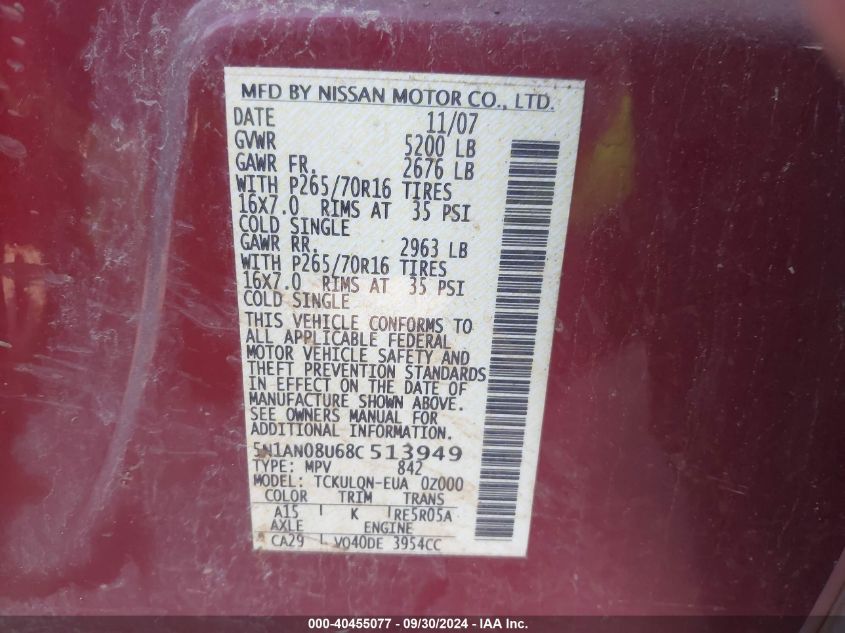 MFD BY NISSAN MOTOR CO., LTD.
DATE 11/07
GVWR 5200 LB
GAWR FR. 2676 LB
WITH P265/70R16 TIRES
16X7.0 RIMS AT 35 PSI
COLD SINGLE
GAWR RR. 2963 LB
WITH P265/70R16 TIRES
16X7.0 RIMS AT 35 PSI
COLD SINGLE
THIS VEHICLE CONFORMS TO
ALL APPLICABLE FEDERAL
MOTOR VEHICLE SAFETY AND
THEFT PREVENTION STANDARDS
IN EFFECT ON THE DATE OF
MANUFACTURE SHOWN ABOVE.
SEE OWNERS MANUAL FOR
ADDITIONAL INFORMATION.
5N1AN08U68C 513949
TYPE: MPV 842
MODEL: TCKULQN-EUA 0Z000
COLOR TRIM TRANS
A15 K RE5R05A
AXLE ENGINE
CA29 VQ40DE 3954CC
000-40455077 - 09/30/2024 - IAA Inc.